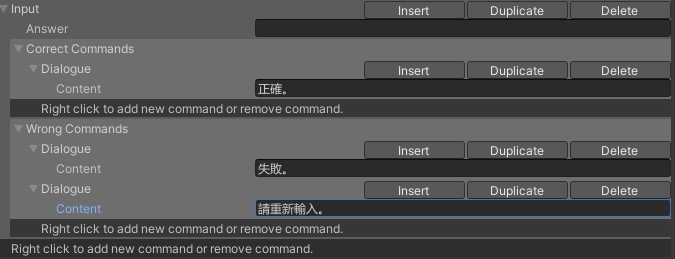 Input Insert Duplicate Delete
Answer
Correct Commands
Dialogue Insert Duplicate Delete
Content 正確。
Right click to add new command or remove command.
Wrong Commands
Dialogue Insert Duplicate Delete
Content 失敗。
Dialogue Insert Duplicate Delete
Content 請重新輸入。
Right click to add new command or remove command.
Right click to add new command or remove command.